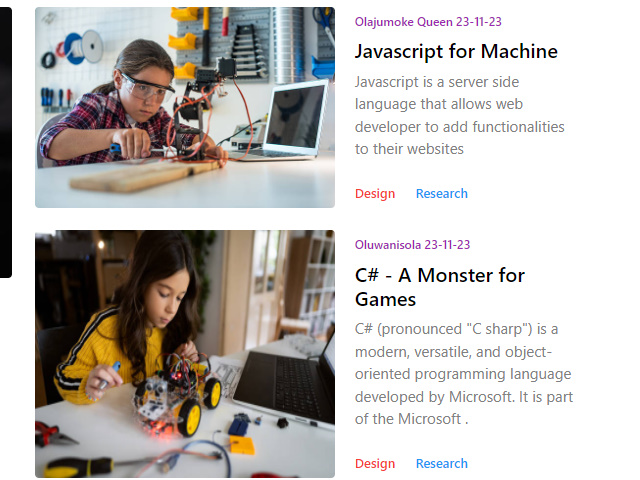 Olajumoke Queen 23-11-23
Javascript for Machine
Javascript is a server side
language that allows web
developer to add functionalities
to their websites
Design Research
Oluwanisola 23-11-23
C# - A Monster for
Games
C# (pronounced "C sharp") is a
modern, versatile, and object-
oriented programming language
developed by Microsoft. It is part
of the Microsoft .
Design Research